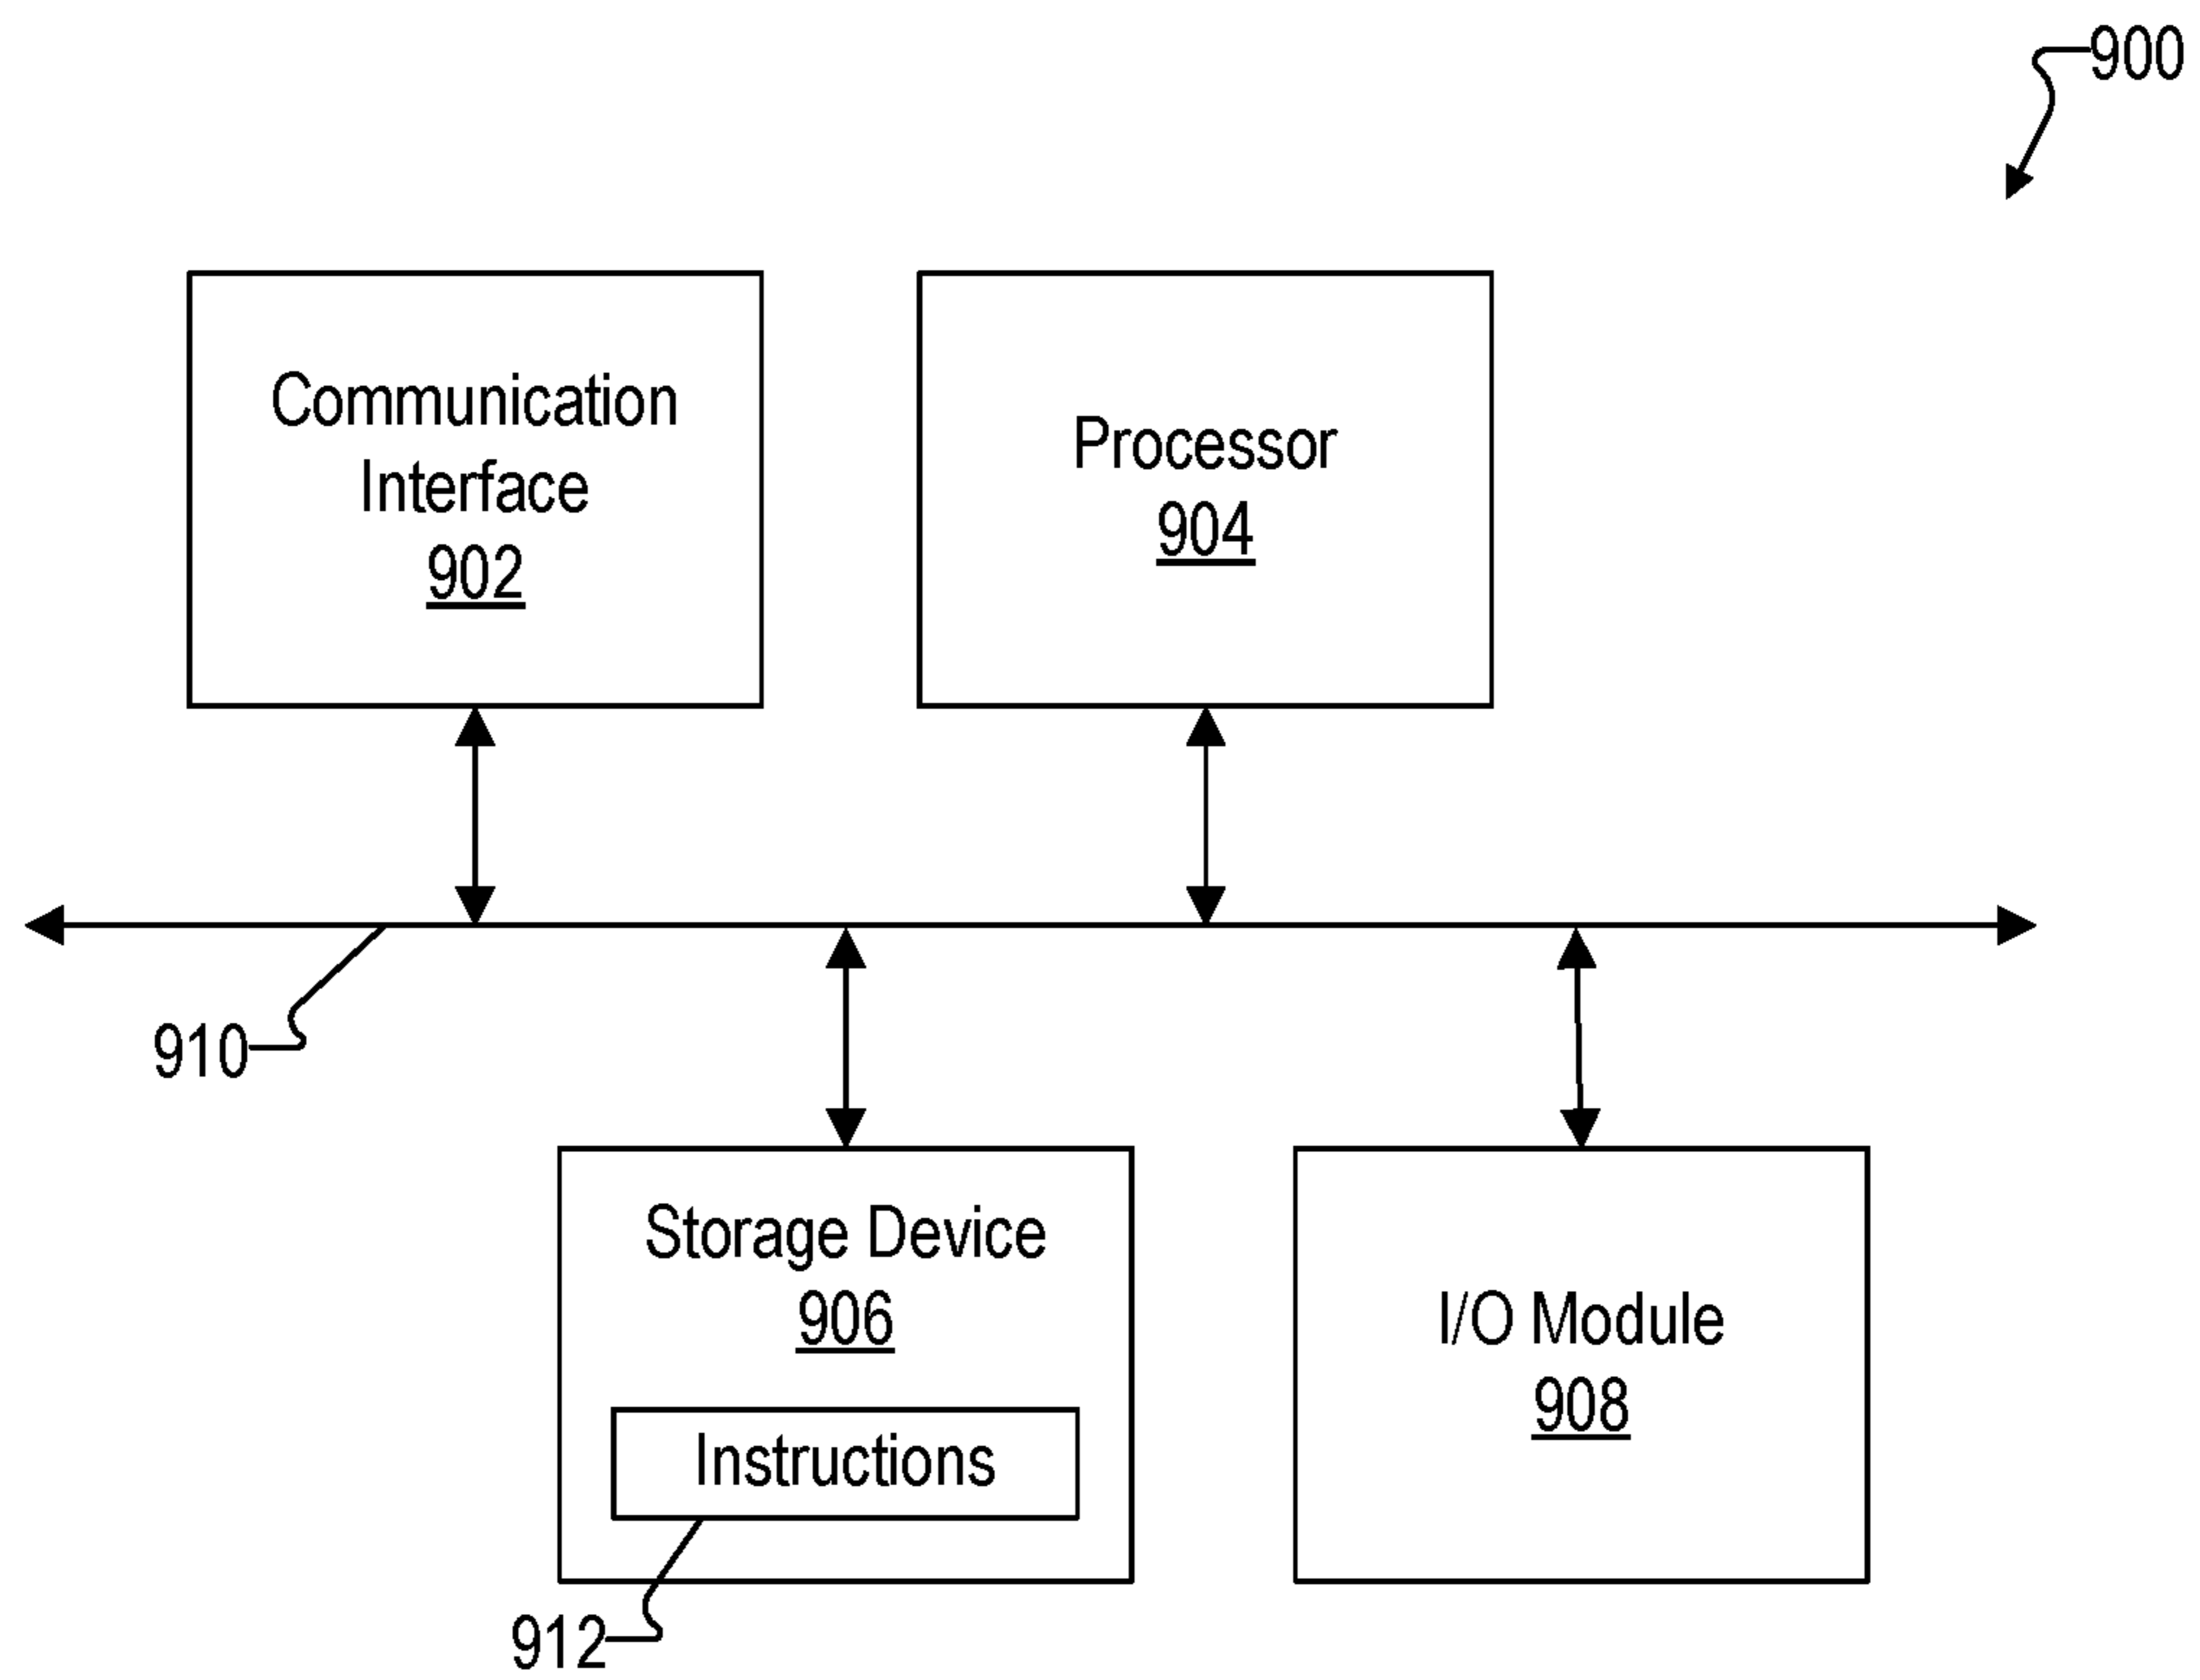 900
Communication
Interface
902
Processor
904
910
Storage Device
906
Instructions
912
I/O Module
908